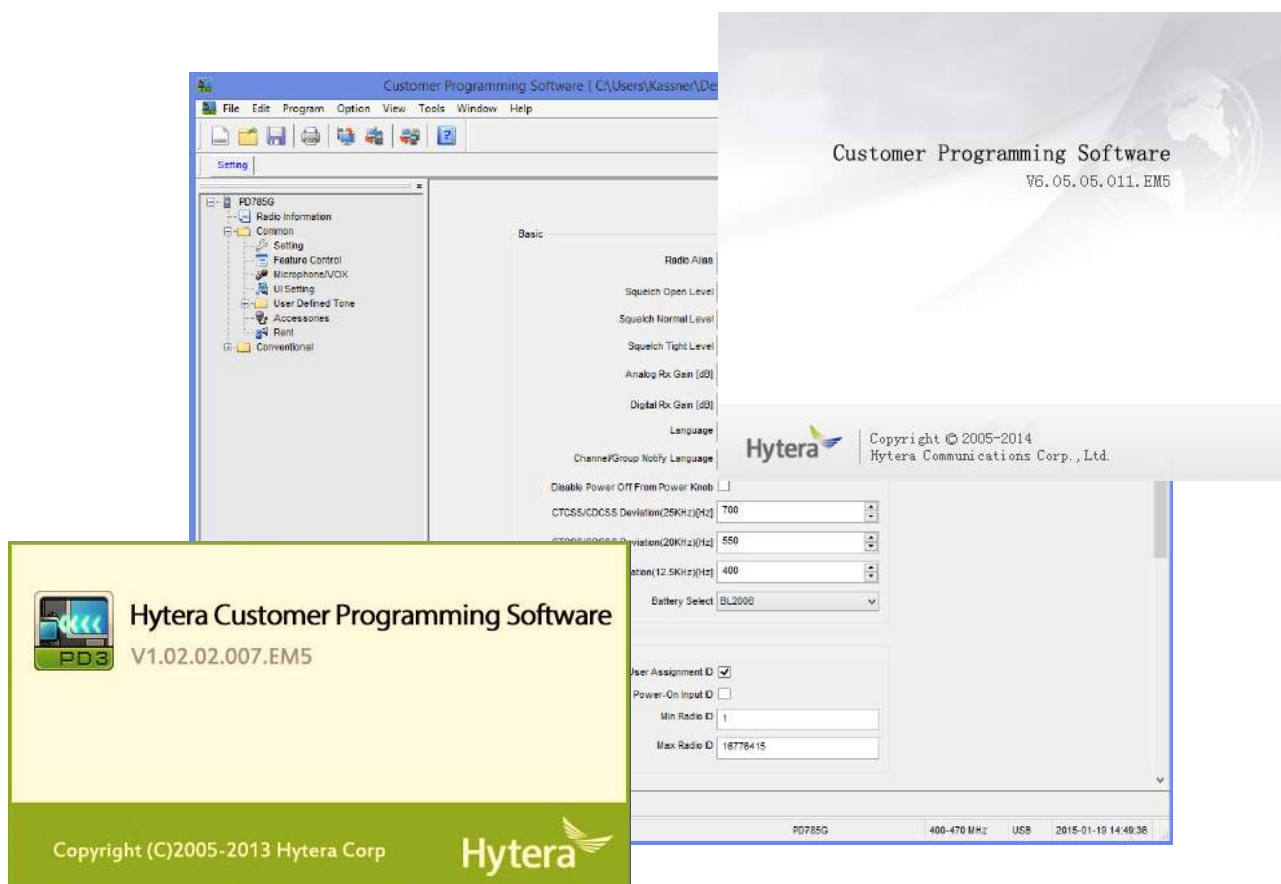 Customer Programming Software [ C:\Users\Kassner\De
File Edit Program Option View Tools Window Help
Setting
PD785G
Radio Information
Common
Setting
Feature Control
Microphone/VOX
UI Setting
User Defined Tone
Accessories
Rent
Conventional
Basic
Radio Alias
Squelch Open Level
Squelch Normal Level
Squelch Tight Level
Analog Rx Gain [dB]
Digital Rx Gain [dB]
Language
Channel/Group Notify Language
Disable Power Off From Power Knob
CTCSS/CDCSS Deviation(25KHz)[Hz] 700
CTCSS/CDCSS Deviation(20KHz)[Hz] 550
ation(12.5KHz)[Hz] 400
Battery Select BL2006
User Assignment ID
Power-On Input ID
Min Radio ID 1
Max Radio ID 16776415
PD785G 400-470 MHz USB 2015-01-19 14:49:36
Customer Programming Software
V6.05.05.011.EM5
Hytera
Copyright © 2005-2014
Hytera Communications Corp.,Ltd.
PD3
Hytera Customer Programming Software
V1.02.02.007.EM5
Copyright (C)2005-2013 Hytera Corp
Hytera